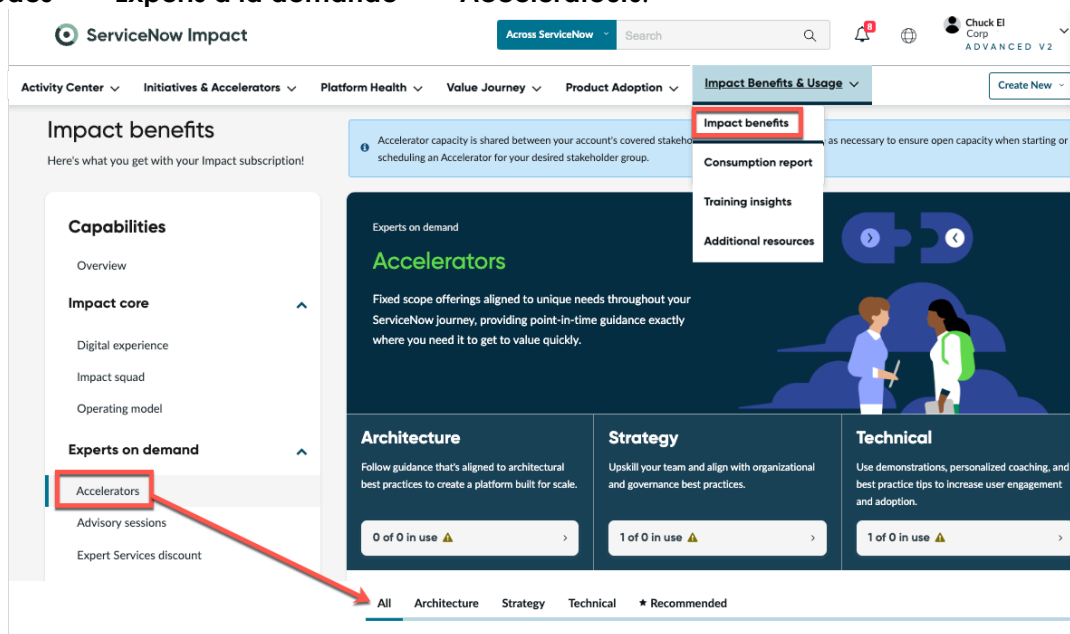 Experts à la demande
Accélérateurs.
ServiceNow Impact
Across ServiceNow
Search
8
Chuck El
Corp
ADVANCED V2
Activity Center
Initiatives & Accelerators
Platform Health
Value Journey
Product Adoption
Impact Benefits & Usage
Create New
Impact benefits
Consumption report
Training insights
Additional resources
Impact benefits
Here's what you get with your Impact subscription!
Accelerator capacity is shared between your account's covered as necessary to ensure open capacity when starting or
scheduling an Accelerator for your desired stakeholder group.
Capabilities
Overview
Impact core
Digital experience
Impact squad
Operating model
Experts on demand
Accelerators
Advisory sessions
Expert Services discount
Experts on demand
Accelerators
Fixed scope offerings aligned to unique needs throughout your
ServiceNow journey, providing point-in-time guidance exactly
where you need it to get to value quickly.
Architecture
Follow guidance that's aligned to architectural
best practices to create a platform built for scale.
0 of 0 in use
Strategy
Upskill your team and align with organizational
and governance best practices.
1 of 0 in use
Technical
Use demonstrations, personalized coaching, and
best practice tips to increase user engagement
and adoption.
1 of 0 in use
All
Architecture
Strategy
Technical
★ Recommended